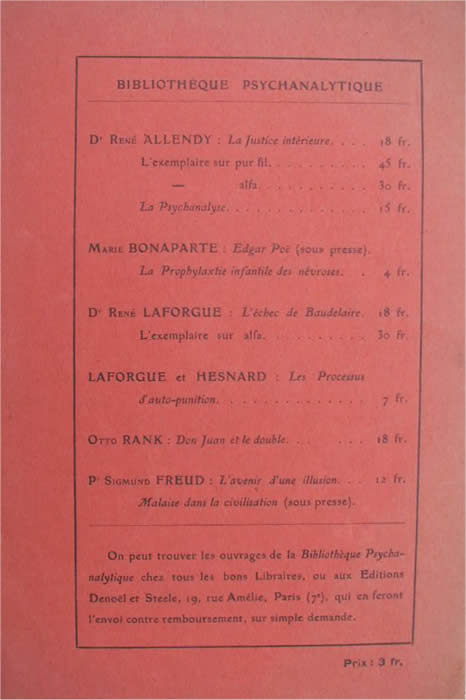 BIBLIOTHÈQUE PSYCHANALYTIQUE
Dr René ALLENDY : La Justice intérieure. . . . 18 fr.
L'exemplaire sur pur fil. . . . . . . . . . 45 fr.
— alfa. . . . . . . . . . . 30 fr.
La Psychanalyse. . . . . . . . . . . . . 15 fr.
Marie BONAPARTE : Edgar Poë (sous presse).
La Prophylaxtie infantile des névroses. . . 4 fr.
Dr René LAFORGUE : L'échec de Baudelaire. 18 fr.
L'exemplaire sur alfa. . . . . . . . . . 30 fr.
LAFORGUE et HESNARD : Les Processus
d'auto-punition. . . . . . . . . . . . . . 7 fr.
Otto RANK : Don Juan et le double. . . . . . 18 fr.
Pr Sigmund FREUD : L'avenir d'une illusion. . . 12 fr.
Malaise dans la civilisation (sous presse).
On peut trouver les ouvrages de la Bibliothèque Psycha-
nalytique chez tous les bons Libraires, ou aux Editions
Denoël et Steele, 19, rue Amélie, Paris (7e), qui en feront
l'envoi contre remboursement, sur simple demande.
Prix : 3 fr.